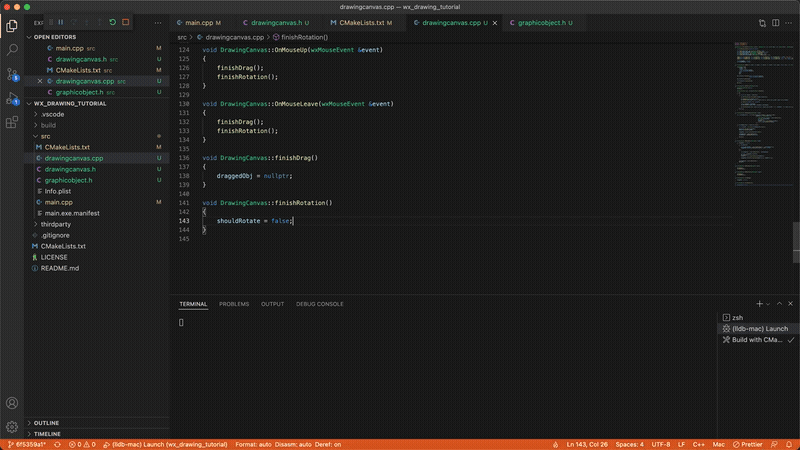 drawingcanvas.cpp — wx_drawing_tutorial
main.cpp M
drawingcanvas.h U
CMakeLists.txt M
drawingcanvas.cpp U
graphicobject.h U
src > drawingcanvas.cpp > finishRotation()
OPEN EDITORS
main.cpp src M
drawingcanvas.h src U
CMakeLists.txt src M
drawingcanvas.cpp src U
graphicobject.h src U
WX_DRAWING_TUTORIAL
.vscode
build
src
CMakeLists.txt M
drawingcanvas.cpp U
drawingcanvas.h U
graphicobject.h U
Info.plist
main.cpp M
main.exe.manifest
thirdparty
.gitignore
CMakeLists.txt
LICENSE
README.md
OUTLINE
TIMELINE
124 void DrawingCanvas::OnMouseUp(wxMouseEvent &event)
125 {
126 finishDrag();
127 finishRotation();
128 }
129
130 void DrawingCanvas::OnMouseLeave(wxMouseEvent &event)
131 {
132 finishDrag();
133 finishRotation();
134 }
135
136 void DrawingCanvas::finishDrag()
137 {
138 draggedObj = nullptr;
139 }
140
141 void DrawingCanvas::finishRotation()
142 {
143 shouldRotate = false;
144 }
145
TERMINAL PROBLEMS OUTPUT DEBUG CONSOLE
zsh
(lldb-mac) Launch
Build with CMa...
6f5359a1* 0 0 (lldb-mac) Launch (wx_drawing_tutorial) Format: auto Disasm: auto Deref: on Ln 143, Col 26 Spaces: 4 UTF-8 LF C++ Mac Prettier